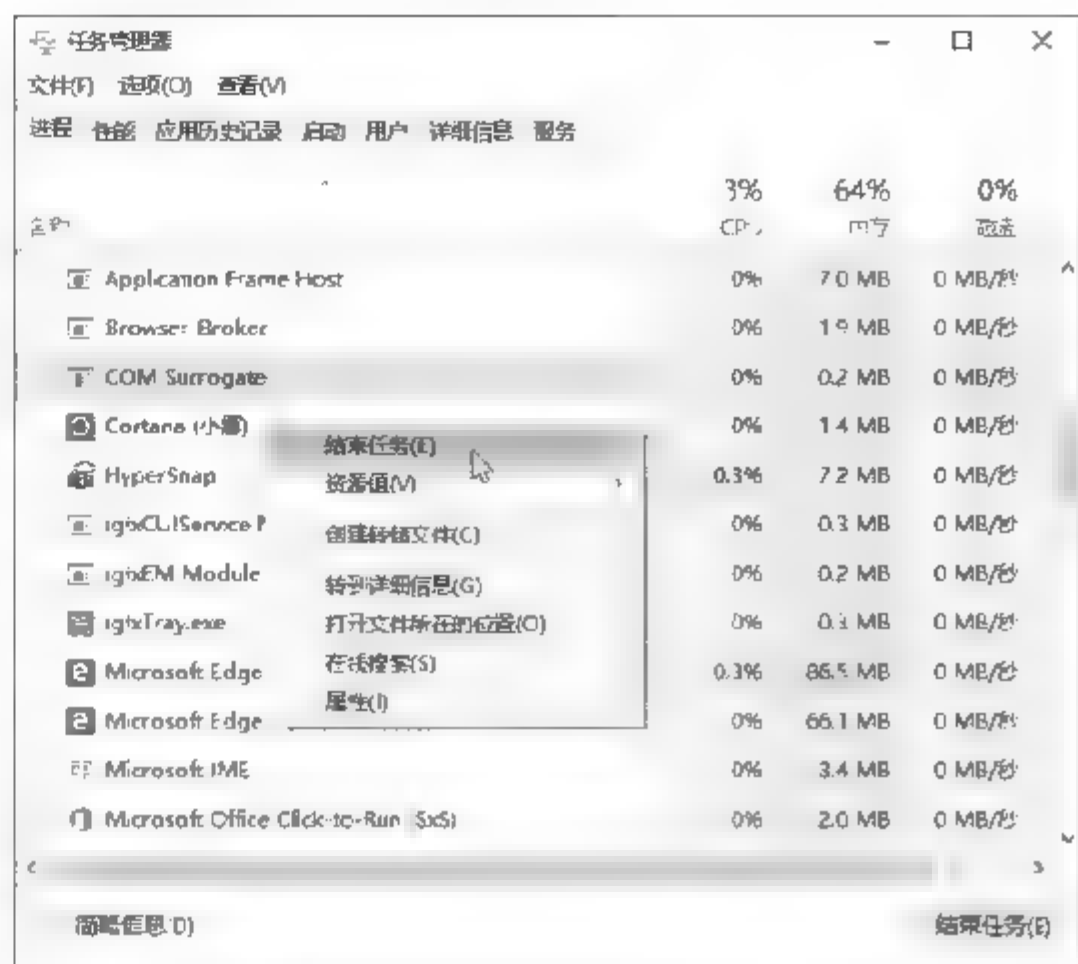 任务管理器
文件(F) 选项(O) 查看(V)
进程 性能 应用历史记录 启动 用户 详细信息 服务
3% 64% 0%
名称 CPU 内存 磁盘
Application Frame Host 0% 7.0 MB 0 MB/秒
Browser Broker 0% 1.9 MB 0 MB/秒
COM Surrogate 0% 0.2 MB 0 MB/秒
Cortana (小娜) 0% 1.4 MB 0 MB/秒
结束任务(E)
HyperSnap 0.3% 7.2 MB 0 MB/秒
资源值(V)
igfxCUIService 0% 0.3 MB 0 MB/秒
创建转储文件(C)
igfxEM Module 0% 0.2 MB 0 MB/秒
转到详细信息(G)
igfxTray.exe 0% 0.3 MB 0 MB/秒
打开文件所在的位置(O)
Microsoft Edge 0.3% 86.5 MB 0 MB/秒
在线搜索(S)
属性(I)
Microsoft Edge 0% 66.1 MB 0 MB/秒
Microsoft IME 0% 3.4 MB 0 MB/秒
Microsoft Office Click-to-Run (SxS) 0% 2.0 MB 0 MB/秒
简略信息(D) 结束任务(E)